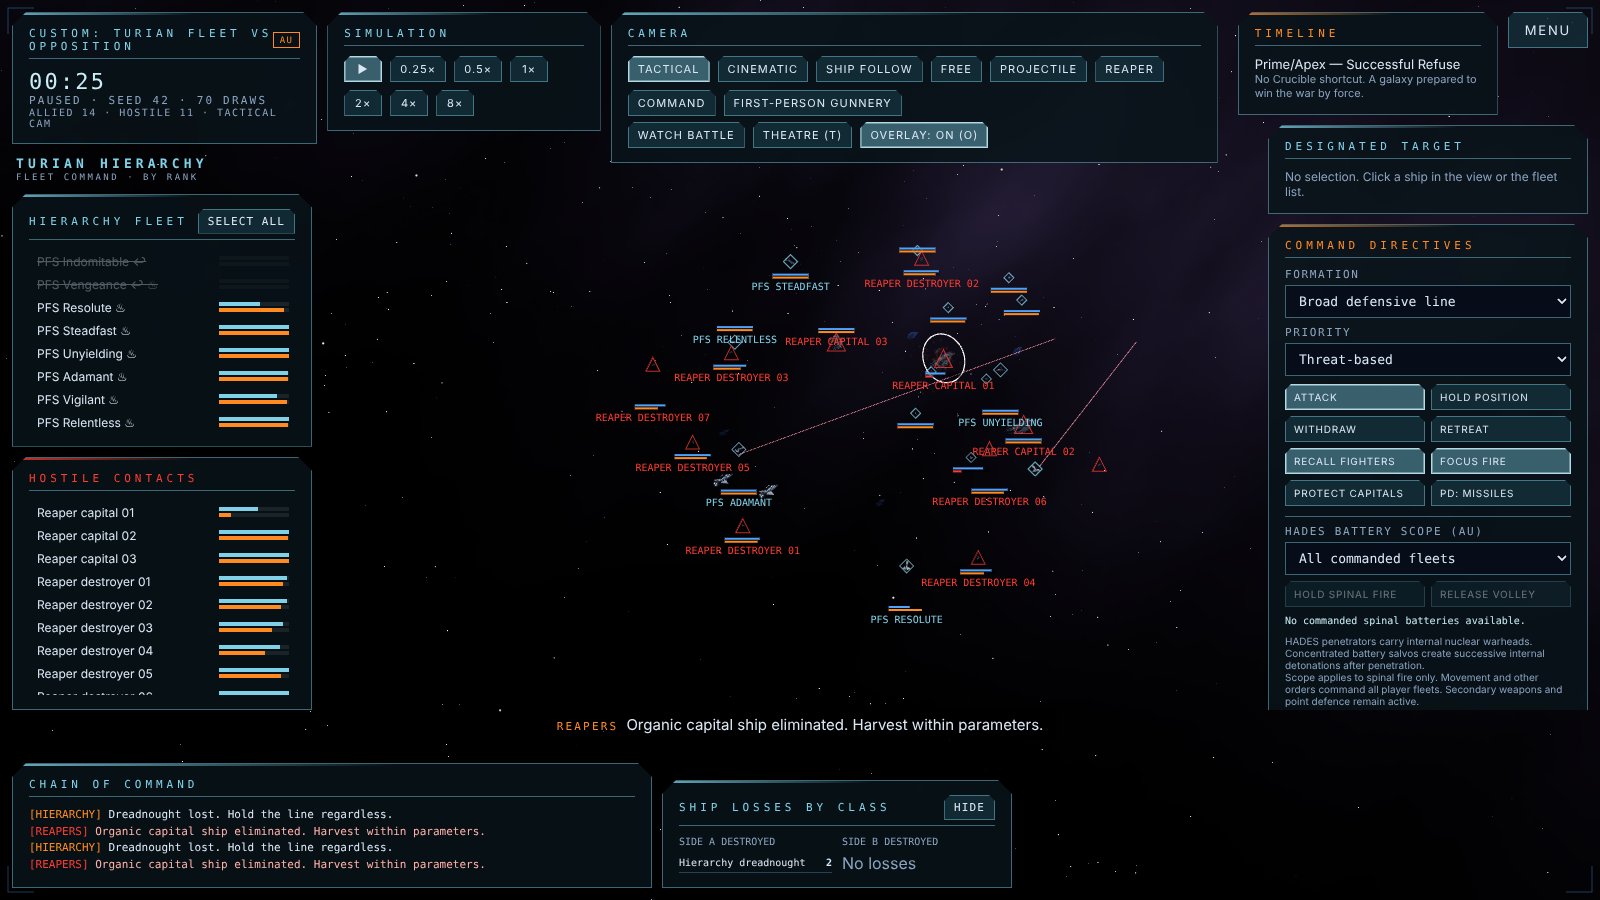 CUSTOM: TURIAN FLEET VS
OPPOSITION
AU
00:25
PAUSED · SEED 42 · 70 DRAWS
ALLIED 14 · HOSTILE 11 · TACTICAL
CAM
SIMULATION
▶ 0.25× 0.5× 1×
2× 4× 8×
CAMERA
TACTICAL CINEMATIC SHIP FOLLOW FREE PROJECTILE REAPER
COMMAND FIRST-PERSON GUNNERY
WATCH BATTLE THEATRE (T) OVERLAY: ON (O)
TIMELINE
Prime/Apex — Successful Refuse
No Crucible shortcut. A galaxy prepared to
win the war by force.
MENU
TURIAN HIERARCHY
FLEET COMMAND · BY RANK
HIERARCHY FLEET
SELECT ALL
PFS Indomitable ↩
PFS Vengeance ↩ ♨
PFS Resolute ♨
PFS Steadfast ♨
PFS Unyielding ♨
PFS Adamant ♨
PFS Vigilant ♨
PFS Relentless ♨
HOSTILE CONTACTS
Reaper capital 01
Reaper capital 02
Reaper capital 03
Reaper destroyer 01
Reaper destroyer 02
Reaper destroyer 03
Reaper destroyer 04
Reaper destroyer 05
PFS STEADFAST
REAPER DESTROYER 02
PFS RELENTLESS
REAPER CAPITAL 03
REAPER DESTROYER 03
REAPER CAPITAL 01
REAPER DESTROYER 07
PFS UNYIELDING
REAPER CAPITAL 02
REAPER DESTROYER 05
PFS ADAMANT
REAPER DESTROYER 06
REAPER DESTROYER 01
REAPER DESTROYER 04
PFS RESOLUTE
DESIGNATED TARGET
No selection. Click a ship in the view or the fleet
list.
COMMAND DIRECTIVES
FORMATION
Broad defensive line
PRIORITY
Threat-based
ATTACK HOLD POSITION
WITHDRAW RETREAT
RECALL FIGHTERS FOCUS FIRE
PROTECT CAPITALS PD: MISSILES
HADES BATTERY SCOPE (AU)
All commanded fleets
HOLD SPINAL FIRE RELEASE VOLLEY
No commanded spinal batteries available.
HADES penetrators carry internal nuclear warheads.
Concentrated battery salvos create successive internal
detonations after penetration.
Scope applies to spinal fire only. Movement and other
orders command all player fleets. Secondary weapons and
point defence remain active.
REAPERS Organic capital ship eliminated. Harvest within parameters.
CHAIN OF COMMAND
[HIERARCHY] Dreadnought lost. Hold the line regardless.
[REAPERS] Organic capital ship eliminated. Harvest within parameters.
[HIERARCHY] Dreadnought lost. Hold the line regardless.
[REAPERS] Organic capital ship eliminated. Harvest within parameters.
SHIP LOSSES BY CLASS
HIDE
SIDE A DESTROYED
Hierarchy dreadnought 2
SIDE B DESTROYED
No losses